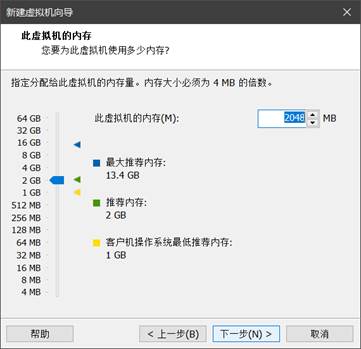 新建虚拟机向导
此虚拟机的内存
您要为此虚拟机使用多少内存?
指定分配给此虚拟机的内存量。内存大小必须为 4 MB 的倍数。
此虚拟机的内存(M): 2048 MB
64 GB
32 GB
16 GB
8 GB
4 GB
2 GB
1 GB
512 MB
256 MB
128 MB
64 MB
32 MB
16 MB
8 MB
4 MB
最大推荐内存:
13.4 GB
推荐内存:
2 GB
客户机操作系统最低推荐内存:
1 GB
帮助 < 上一步(B) 下一步(N) > 取消